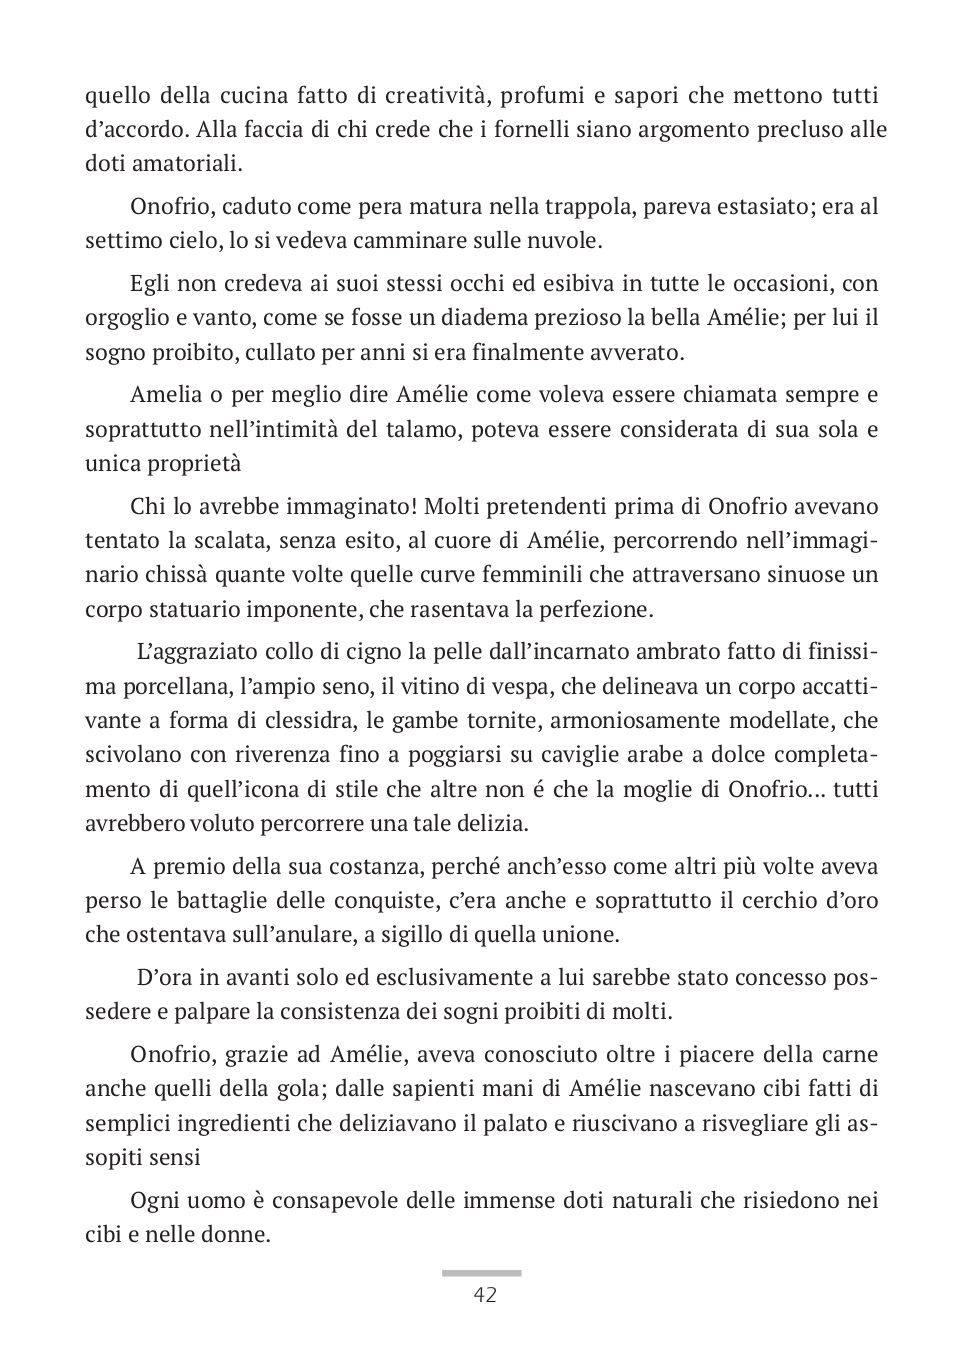 quello della cucina fatto di creatività, profumi e sapori che mettono tutti
d’accordo. Alla faccia di chi crede che i fornelli siano argomento precluso alle
doti amatoriali.
Onofrio, caduto come pera matura nella trappola, pareva estasiato; era al
settimo cielo, lo si vedeva camminare sulle nuvole.
Egli non credeva ai suoi stessi occhi ed esibiva in tutte le occasioni, con
orgoglio e vanto, come se fosse un diadema prezioso la bella Amélie; per lui il
sogno proibito, cullato per anni si era finalmente avverato.
Amelia o per meglio dire Amélie come voleva essere chiamata sempre e
soprattutto nell’intimità del talamo, poteva essere considerata di sua sola e
unica proprietà
Chi lo avrebbe immaginato! Molti pretendenti prima di Onofrio avevano
tentato la scalata, senza esito, al cuore di Amélie, percorrendo nell’immagi-
nario chissà quante volte quelle curve femminili che attraversano sinuose un
corpo statuario imponente, che rasentava la perfezione.
L’aggraziato collo di cigno la pelle dall’incarnato ambrato fatto di finissi-
ma porcellana, l’ampio seno, il vitino di vespa, che delineava un corpo accatti-
vante a forma di clessidra, le gambe tornite, armoniosamente modellate, che
scivolano con riverenza fino a poggiarsi su caviglie arabe a dolce completa-
mento di quell’icona di stile che altre non é che la moglie di Onofrio... tutti
avrebbero voluto percorrere una tale delizia.
A premio della sua costanza, perché anch’esso come altri più volte aveva
perso le battaglie delle conquiste, c’era anche e soprattutto il cerchio d’oro
che ostentava sull’anulare, a sigillo di quella unione.
D’ora in avanti solo ed esclusivamente a lui sarebbe stato concesso pos-
sedere e palpare la consistenza dei sogni proibiti di molti.
Onofrio, grazie ad Amélie, aveva conosciuto oltre i piacere della carne
anche quelli della gola; dalle sapienti mani di Amélie nascevano cibi fatti di
semplici ingredienti che deliziavano il palato e riuscivano a risvegliare gli as-
sopiti sensi
Ogni uomo è consapevole delle immense doti naturali che risiedono nei
cibi e nelle donne.
42